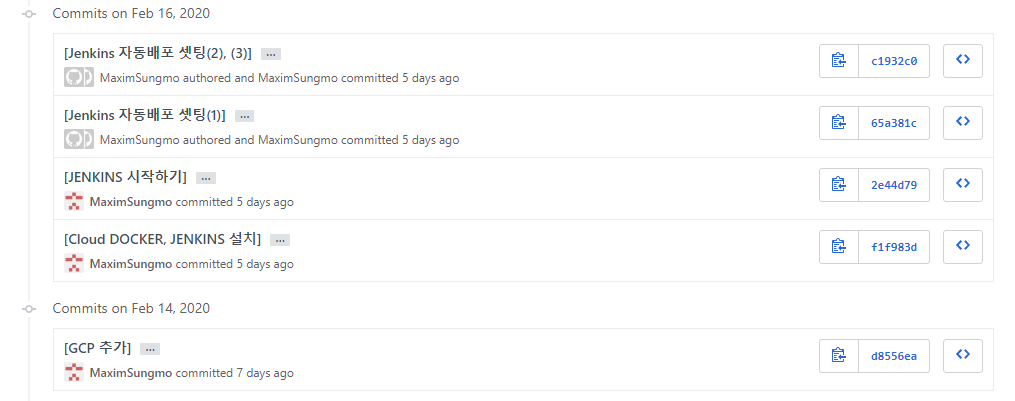 Commits on Feb 16, 2020
[Jenkins 자동배포 셋팅(2), (3)] ...
c1932c0
MaximSungmo authored and MaximSungmo committed 5 days ago
[Jenkins 자동배포 셋팅(1)] ...
65a381c
MaximSungmo authored and MaximSungmo committed 5 days ago
[JENKINS 시작하기] ...
2e44d79
MaximSungmo committed 5 days ago
[Cloud DOCKER, JENKINS 설치] ...
f1f983d
MaximSungmo committed 5 days ago
Commits on Feb 14, 2020
[GCP 추가] ...
d8556ea
MaximSungmo committed 7 days ago